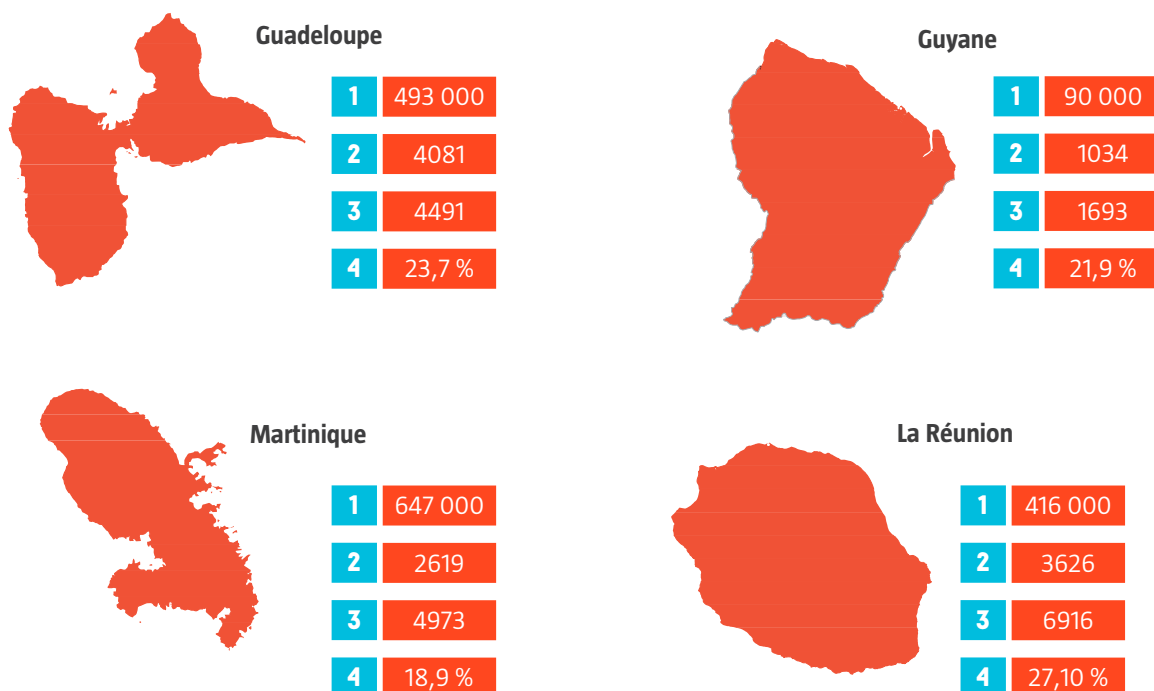 Guadeloupe
1 493 000
2 4081
3 4491
4 23,7 %
Guyane
1 90 000
2 1034
3 1693
4 21,9 %
Martinique
1 647 000
2 2619
3 4973
4 18,9 %
La Réunion
1 416 000
2 3626
3 6916
4 27,10 %